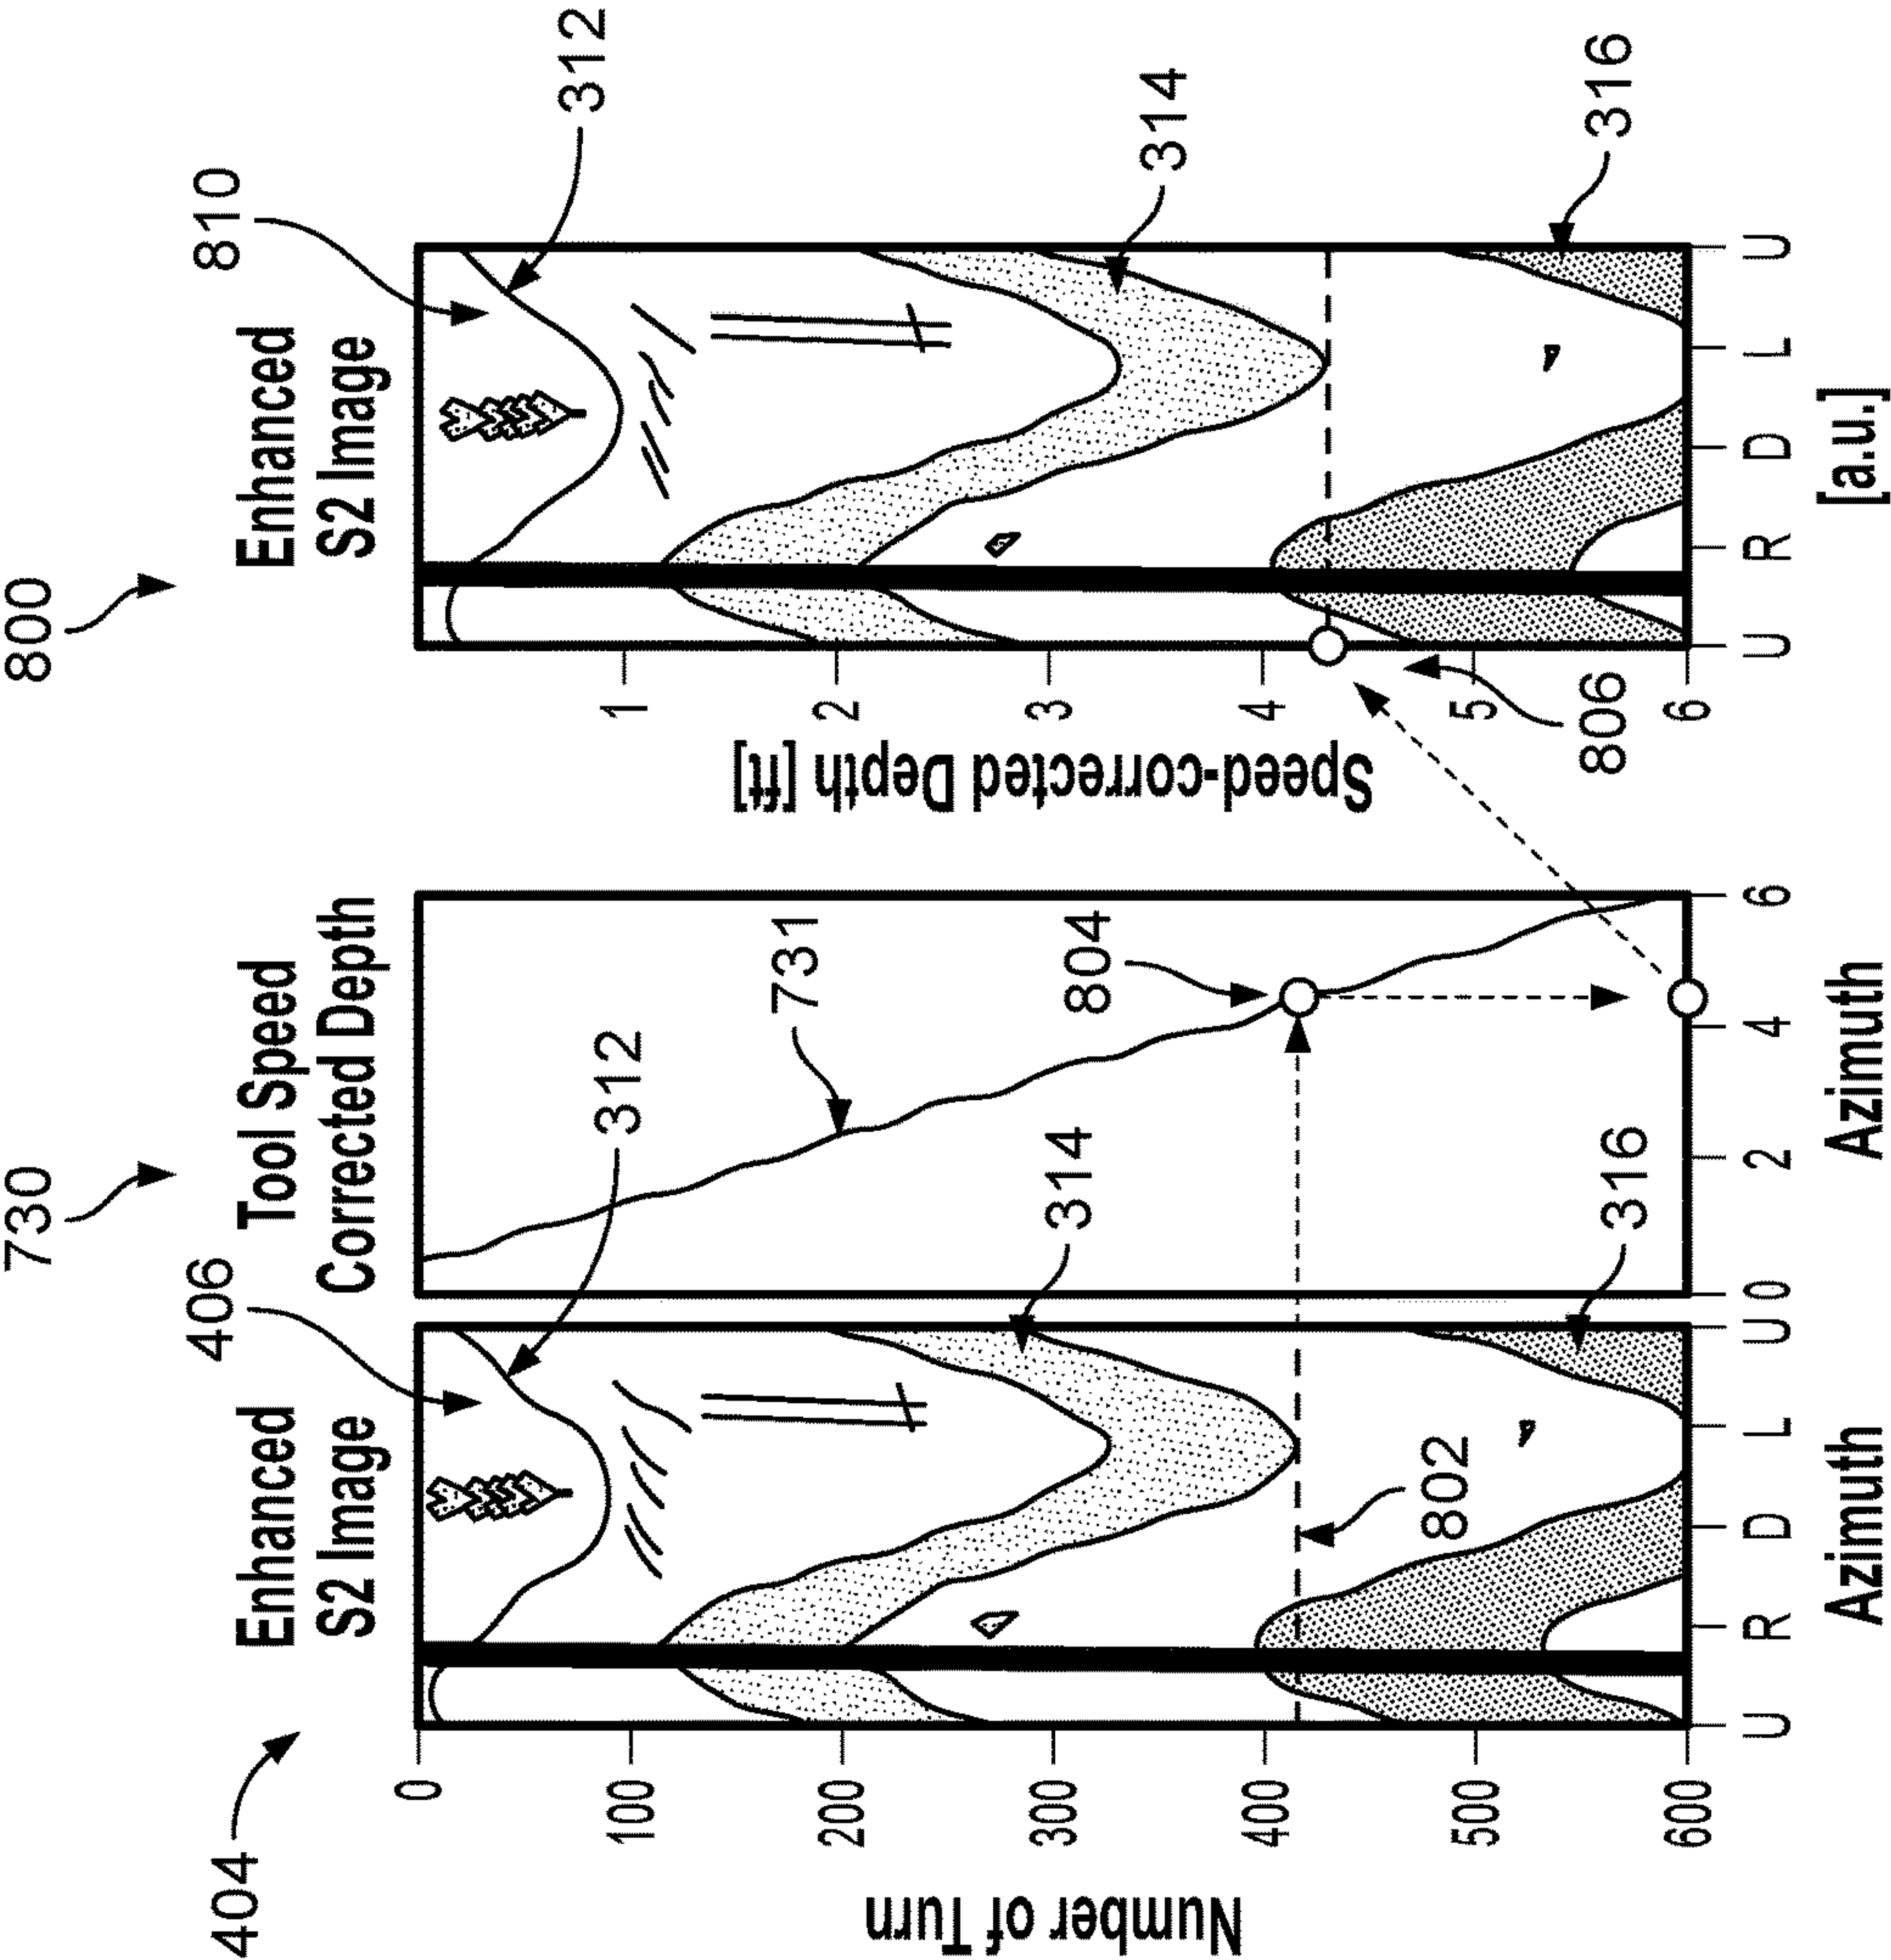 730
800
404
406
312
810
312
Enhanced
S2 Image
Tool Speed
Corrected Depth
Enhanced
S2 Image
Number of Turn
0
100
200
300
400
500
600
731
314
804
802
316
Speed-corrected Depth [ft]
1
2
3
4
5
6
314
806
316
U R D L U
0 2 4 6
U R D L U
Azimuth
Azimuth
[a.u.]